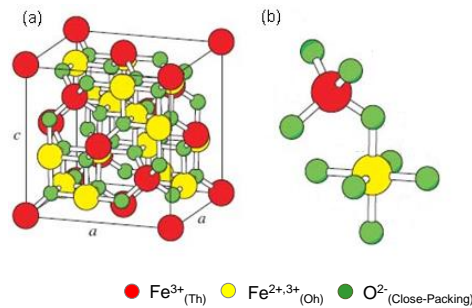 (a)
(b)
c
a
a
Fe³⁺(Th) Fe²⁺,³⁺(Oh) O²⁻(Close-Packing)